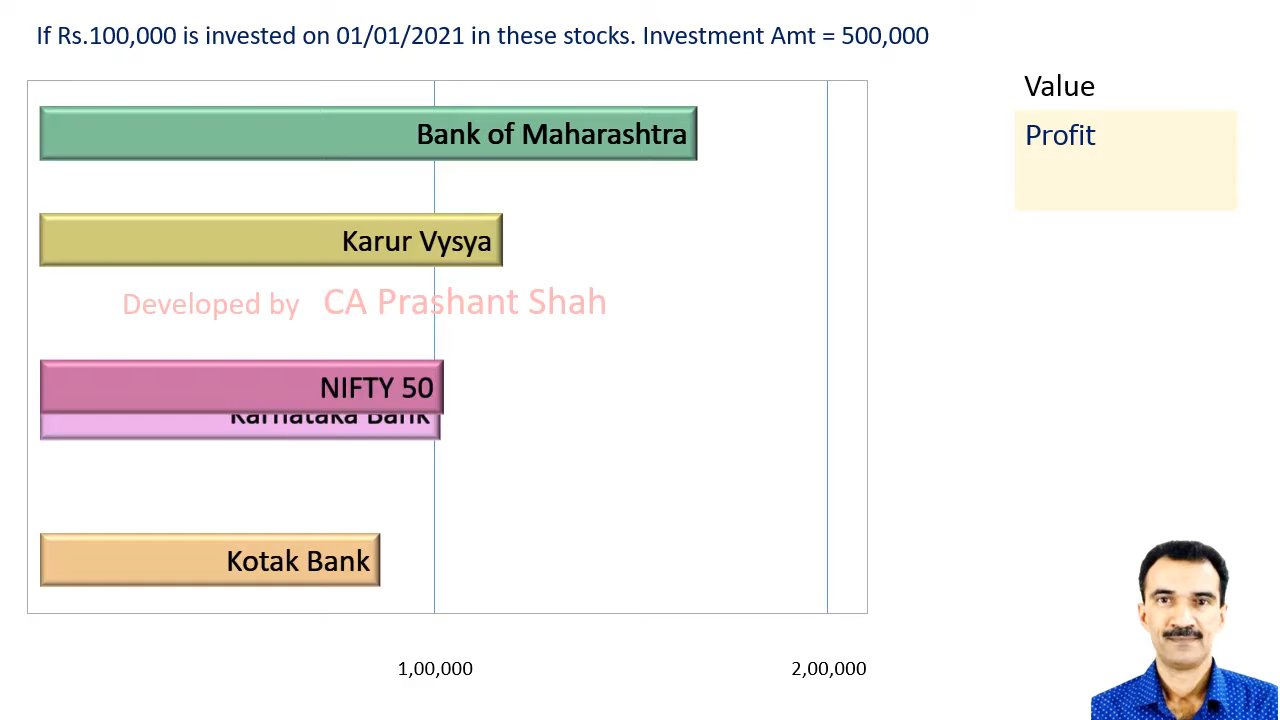 If Rs.100,000 is invested on 01/01/2021 in these stocks. Investment Amt = 500,000
Value
Profit
Bank of Maharashtra
Karur Vysya
Developed by CA Prashant Shah
NIFTY 50
Karnataka Bank
Kotak Bank
1,00,000
2,00,000